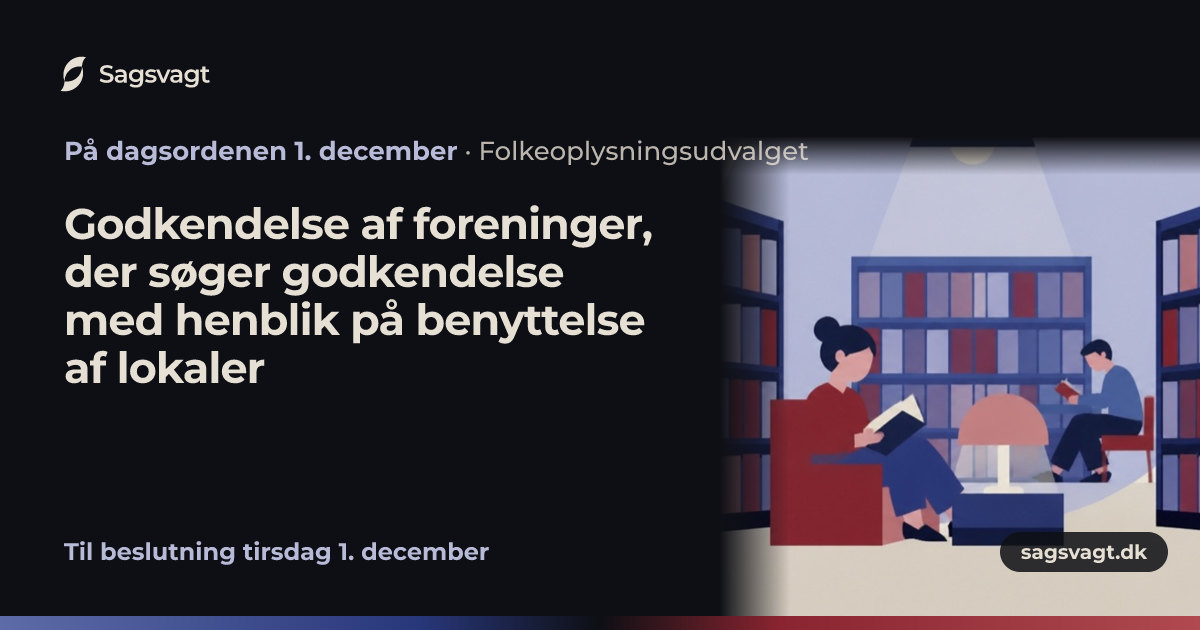 Sagsvagt
På dagsordenen 1. december · Folkeoplysningsudvalget
Godkendelse af foreninger,
der søger godkendelse
med henblik på benyttelse
af lokaler
Til beslutning tirsdag 1. december
sagsvagt.dk